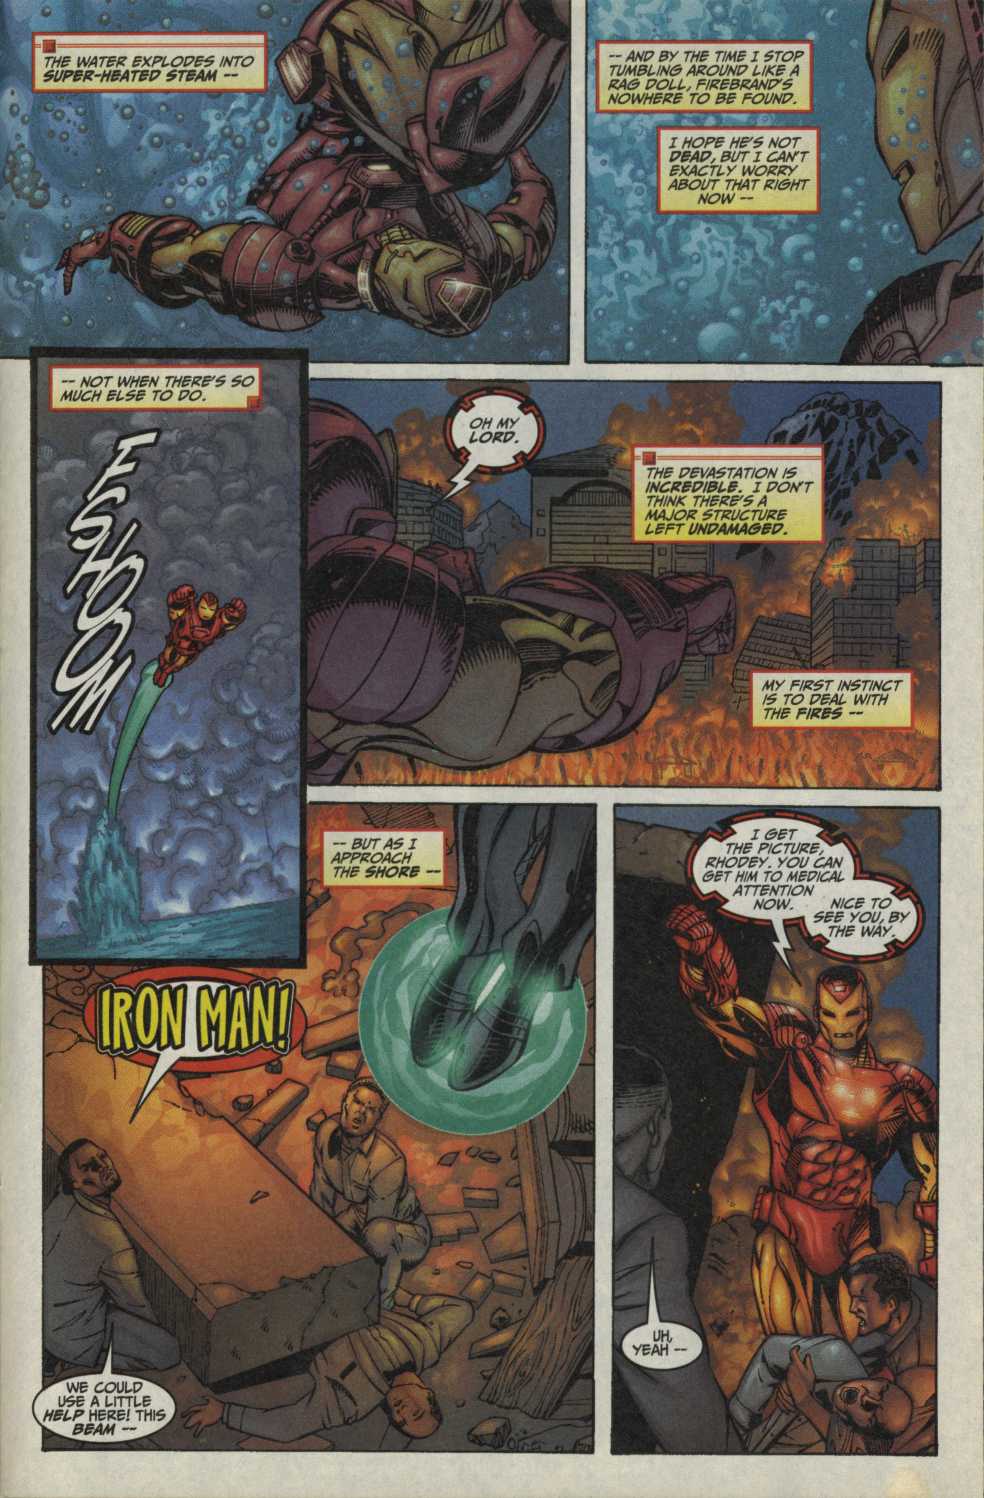 THE WATER EXPLODES INTO
SUPER-HEATED STEAM --
-- AND BY THE TIME I STOP
TUMBLING AROUND LIKE A
RAG DOLL, FIREBRAND'S
NOWHERE TO BE FOUND.
I HOPE HE'S NOT
DEAD, BUT I CAN'T
EXACTLY WORRY
ABOUT THAT RIGHT
NOW --
-- NOT WHEN THERE'S SO
MUCH ELSE TO DO.
FSHOOM
OH MY
LORD.
THE DEVASTATION IS
INCREDIBLE. I DON'T
THINK THERE'S A
MAJOR STRUCTURE
LEFT UNDAMAGED.
MY FIRST INSTINCT
IS TO DEAL WITH
THE FIRES --
-- BUT AS I
APPROACH
THE SHORE --
IRON MAN!
WE COULD
USE A LITTLE
HELP HERE! THIS
BEAM --
I GET
THE PICTURE,
RHODEY. YOU CAN
GET HIM TO MEDICAL
ATTENTION
NOW.
NICE TO
SEE YOU, BY
THE WAY.
UH,
YEAH --